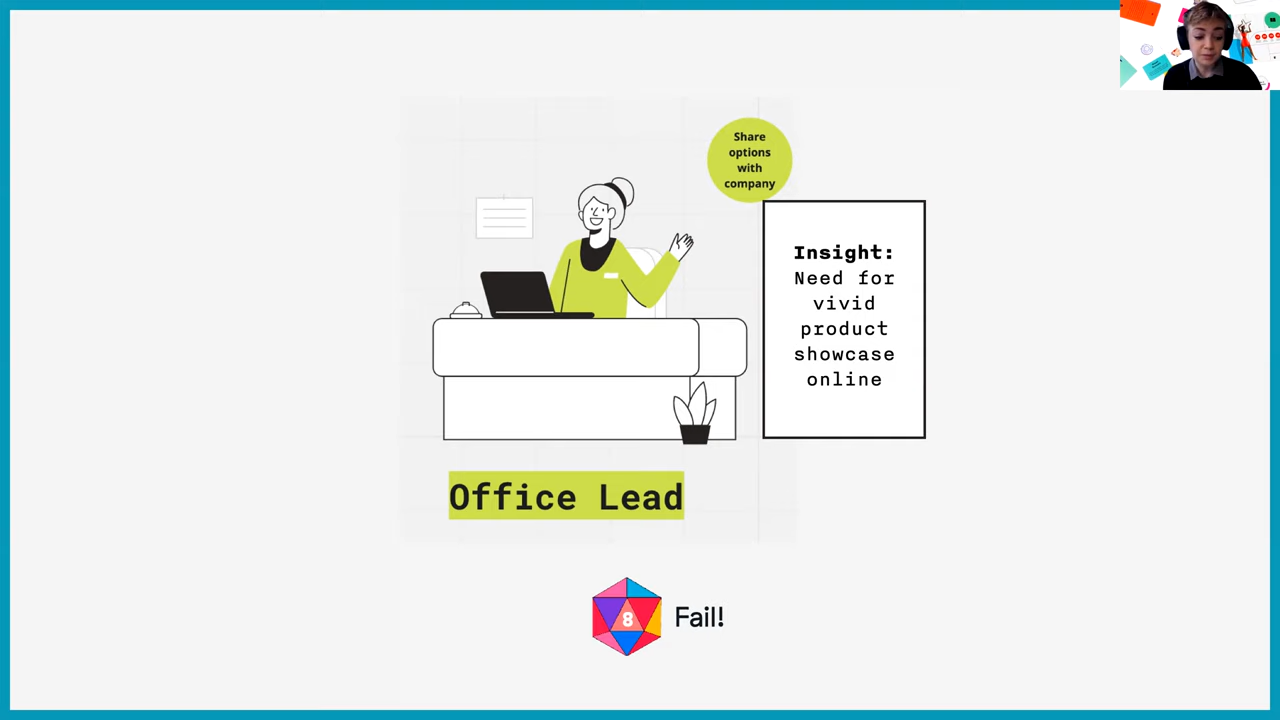 Share
options
with
company
Insight:
Need for
vivid
product
showcase
online
Office Lead
8
Fail!